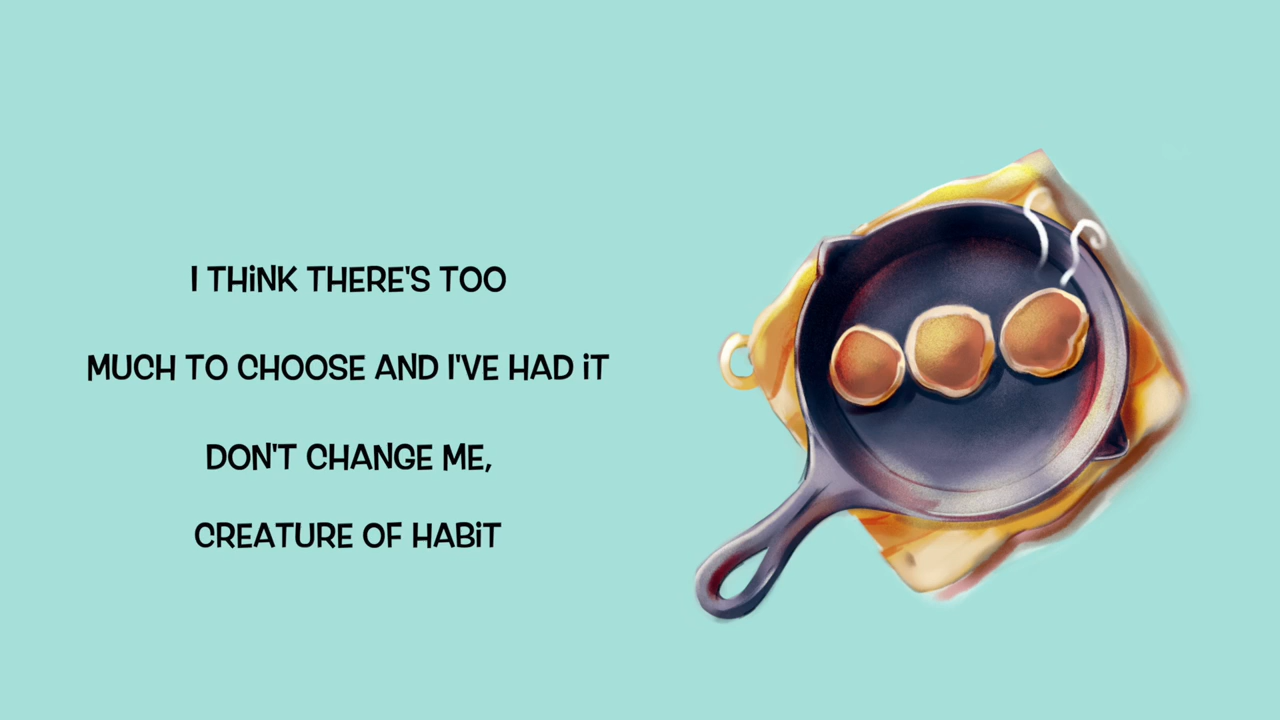 I THiNK THERE'S TOO
MUCH TO CHOOSE AND I'VE HAD iT
DON'T CHANGE ME,
CREATURE OF HABiT